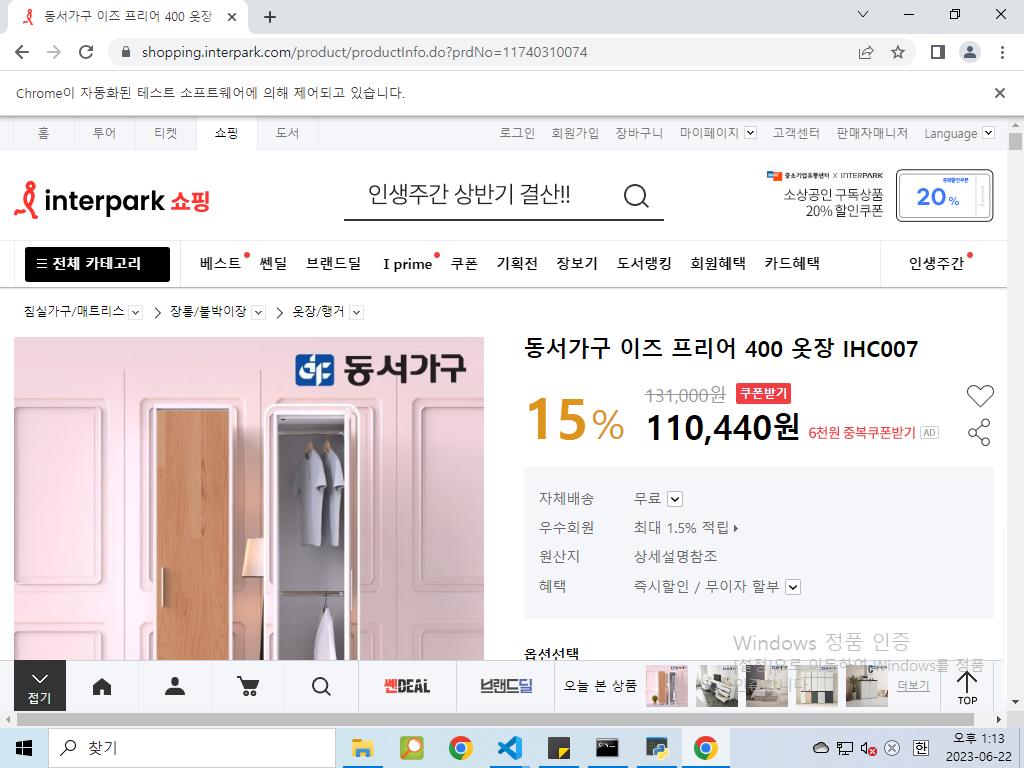 동서가구 이즈 프리어 400 옷장
shopping.interpark.com/product/productInfo.do?prdNo=11740310074
Chrome이 자동화된 테스트 소프트웨어에 의해 제어되고 있습니다.
홈 투어 티켓 쇼핑 도서 로그인 회원가입 장바구니 마이페이지 고객센터 판매자매니저 Language
interpark 쇼핑
인생주간 상반기 결산!!
중소기업유통센터 X INTERPARK
소상공인 구독상품
20% 할인쿠폰
20%
전체 카테고리 베스트 쎈딜 브랜드딜 I prime 쿠폰 기획전 장보기 도서랭킹 회원혜택 카드혜택 인생주간
침실가구/매트리스 장롱/붙박이장 옷장/행거
동서가구
동서가구 이즈 프리어 400 옷장 IHC007
15%
131,000원 쿠폰받기
110,440원 6천원 중복쿠폰받기 AD
자체배송 무료
우수회원 최대 1.5% 적립
원산지 상세설명참조
혜택 즉시할인 / 무이자 할부
옵션선택
Windows 정품 인증
[설정]으로 이동하여 Windows를 정품
접기
쎈DEAL
브랜드딜
오늘 본 상품
더보기
TOP
찾기
한
오후 1:13
2023-06-22